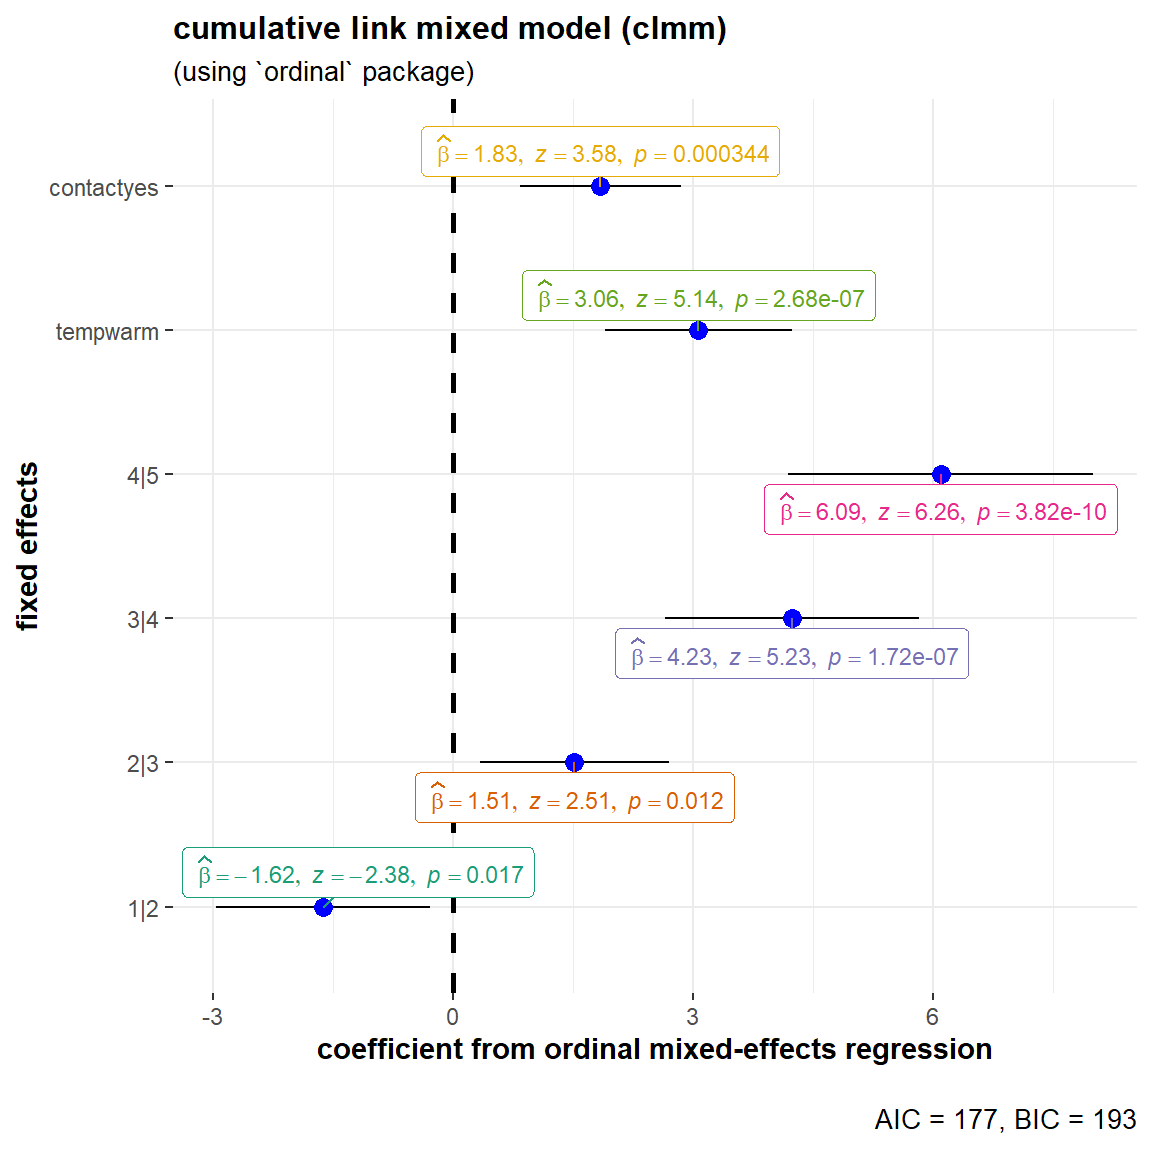 cumulative link mixed model (clmm)
(using `ordinal` package)
β̂ = 1.83, z = 3.58, p = 0.000344
contactyes
β̂ = 3.06, z = 5.14, p = 2.68e-07
tempwarm
4|5
β̂ = 6.09, z = 6.26, p = 3.82e-10
fixed effects
3|4
β̂ = 4.23, z = 5.23, p = 1.72e-07
2|3
β̂ = 1.51, z = 2.51, p = 0.012
β̂ = −1.62, z = −2.38, p = 0.017
1|2
-3 0 3 6
coefficient from ordinal mixed-effects regression
AIC = 177, BIC = 193